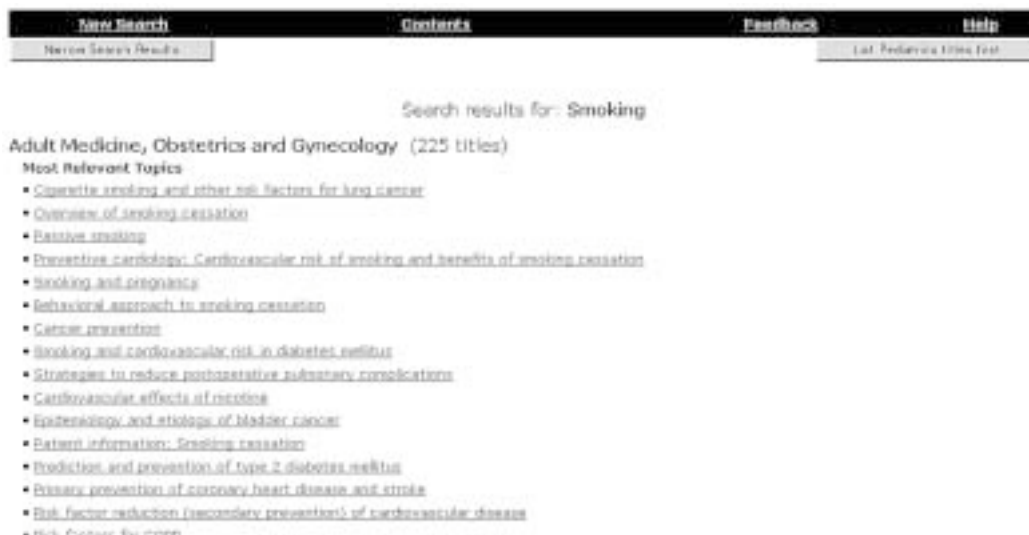 New Search Contents Feedback Help
Narrow Search Results List Pediatrics titles first
Search results for: Smoking
Adult Medicine, Obstetrics and Gynecology (225 titles)
Most Relevant Topics
• Cigarette smoking and other risk factors for lung cancer
• Overview of smoking cessation
• Passive smoking
• Preventive cardiology: Cardiovascular risk of smoking and benefits of smoking cessation
• Smoking and pregnancy
• Behavioral approach to smoking cessation
• Cancer prevention
• Smoking and cardiovascular risk in diabetes mellitus
• Strategies to reduce postoperative pulmonary complications
• Cardiovascular effects of nicotine
• Epidemiology and etiology of bladder cancer
• Patient information: Smoking cessation
• Prediction and prevention of type 2 diabetes mellitus
• Primary prevention of coronary heart disease and stroke
• Risk factor reduction (secondary prevention) of cardiovascular disease
• Risk factors for COPD